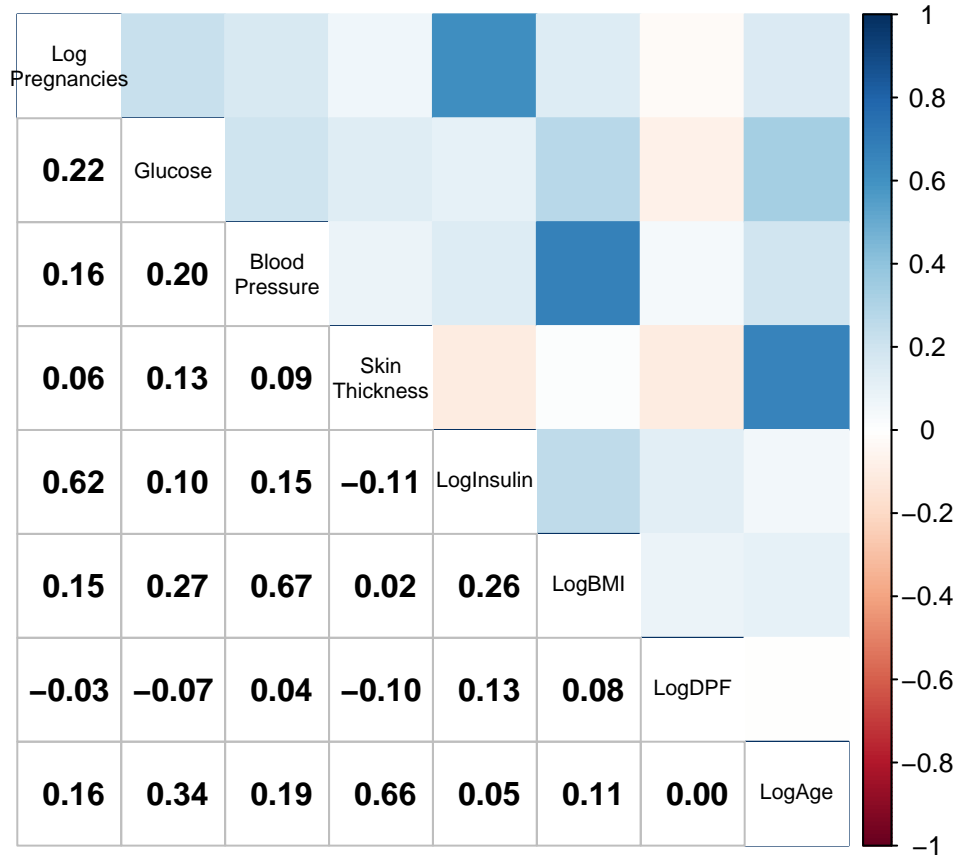 Log
Pregnancies
0.22 Glucose
0.16 0.20 Blood
Pressure
0.06 0.13 0.09 Skin
Thickness
0.62 0.10 0.15 −0.11 LogInsulin
0.15 0.27 0.67 0.02 0.26 LogBMI
−0.03 −0.07 0.04 −0.10 0.13 0.08 LogDPF
0.16 0.34 0.19 0.66 0.05 0.11 0.00 LogAge
1
0.8
0.6
0.4
0.2
0
−0.2
−0.4
−0.6
−0.8
−1